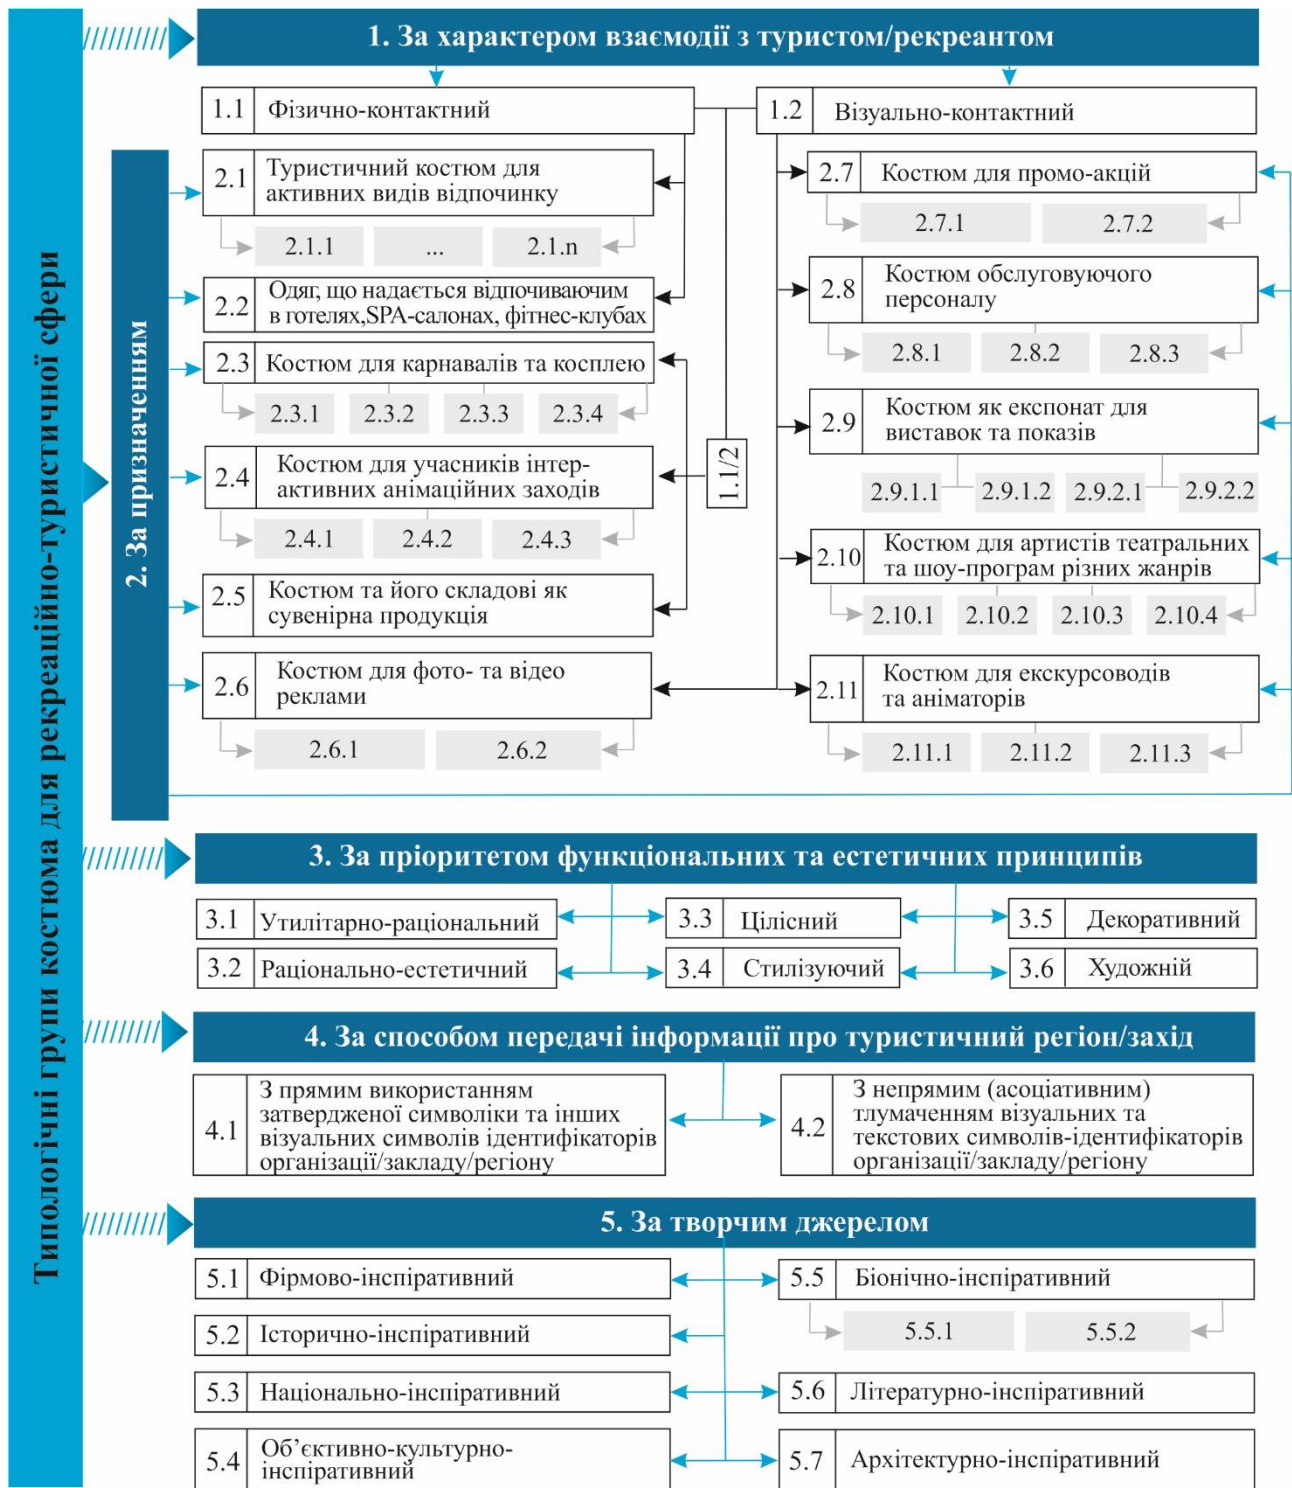 Типологічні групи костюма для рекреаційно-туристичної сфери
1. За характером взаємодії з туристом/рекреантом
1.1 Фізично-контактний
1.2 Візуально-контактний
1.1/2
2. За призначенням
2.1 Туристичний костюм для
активних видів відпочинку
2.1.1 ... 2.1.n
2.2 Одяг, що надається відпочиваючим
в готелях,SPA-салонах, фітнес-клубах
2.3 Костюм для карнавалів та косплею
2.3.1 2.3.2 2.3.3 2.3.4
2.4 Костюм для учасників інтер-
активних анімаційних заходів
2.4.1 2.4.2 2.4.3
2.5 Костюм та його складові як
сувенірна продукція
2.6 Костюм для фото- та відео
реклами
2.6.1 2.6.2
2.7 Костюм для промо-акцій
2.7.1 2.7.2
2.8 Костюм обслуговуючого
персоналу
2.8.1 2.8.2 2.8.3
2.9 Костюм як експонат для
виставок та показів
2.9.1.1 2.9.1.2 2.9.2.1 2.9.2.2
2.10 Костюм для артистів театральних
та шоу-програм різних жанрів
2.10.1 2.10.2 2.10.3 2.10.4
2.11 Костюм для екскурсоводів
та аніматорів
2.11.1 2.11.2 2.11.3
3. За пріоритетом функціональних та естетичних принципів
3.1 Утилітарно-раціональний
3.3 Цілісний
3.5 Декоративний
3.2 Раціонально-естетичний
3.4 Стилізуючий
3.6 Художній
4. За способом передачі інформації про туристичний регіон/захід
4.1 З прямим використанням
затвердженої символіки та інших
візуальних символів ідентифікаторів
організації/закладу/регіону
4.2 З непрямим (асоціативним)
тлумаченням візуальних та
текстових символів-ідентифікаторів
організації/закладу/регіону
5. За творчим джерелом
5.1 Фірмово-інспіративний
5.2 Історично-інспіративний
5.3 Національно-інспіративний
5.4 Об’єктивно-культурно-
інспіративний
5.5 Біонічно-інспіративний
5.5.1 5.5.2
5.6 Літературно-інспіративний
5.7 Архітектурно-інспіративний